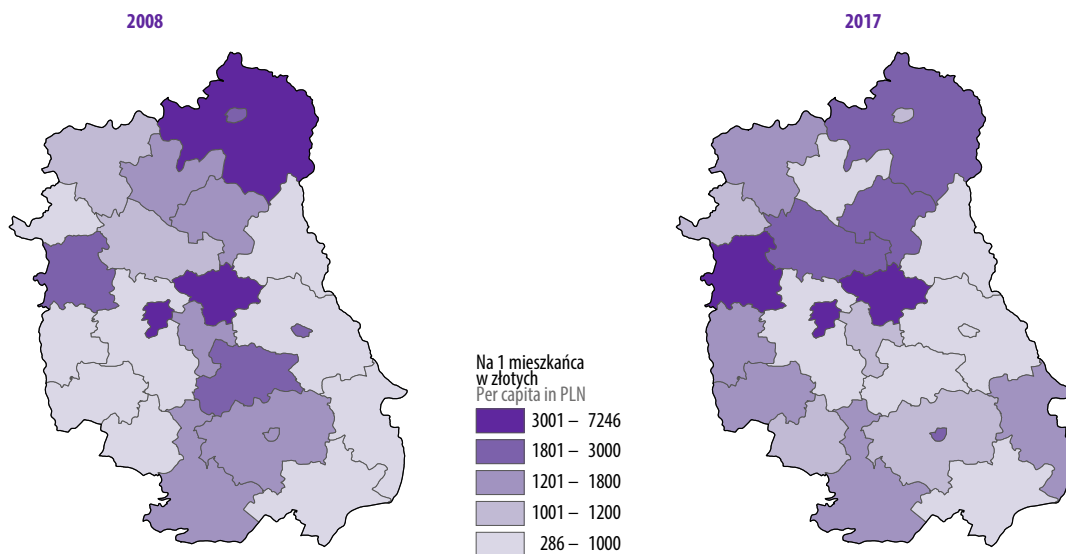 2008
2017
Na 1 mieszkańca
w złotych
Per capita in PLN
3001 – 7246
1801 – 3000
1201 – 1800
1001 – 1200
286 – 1000